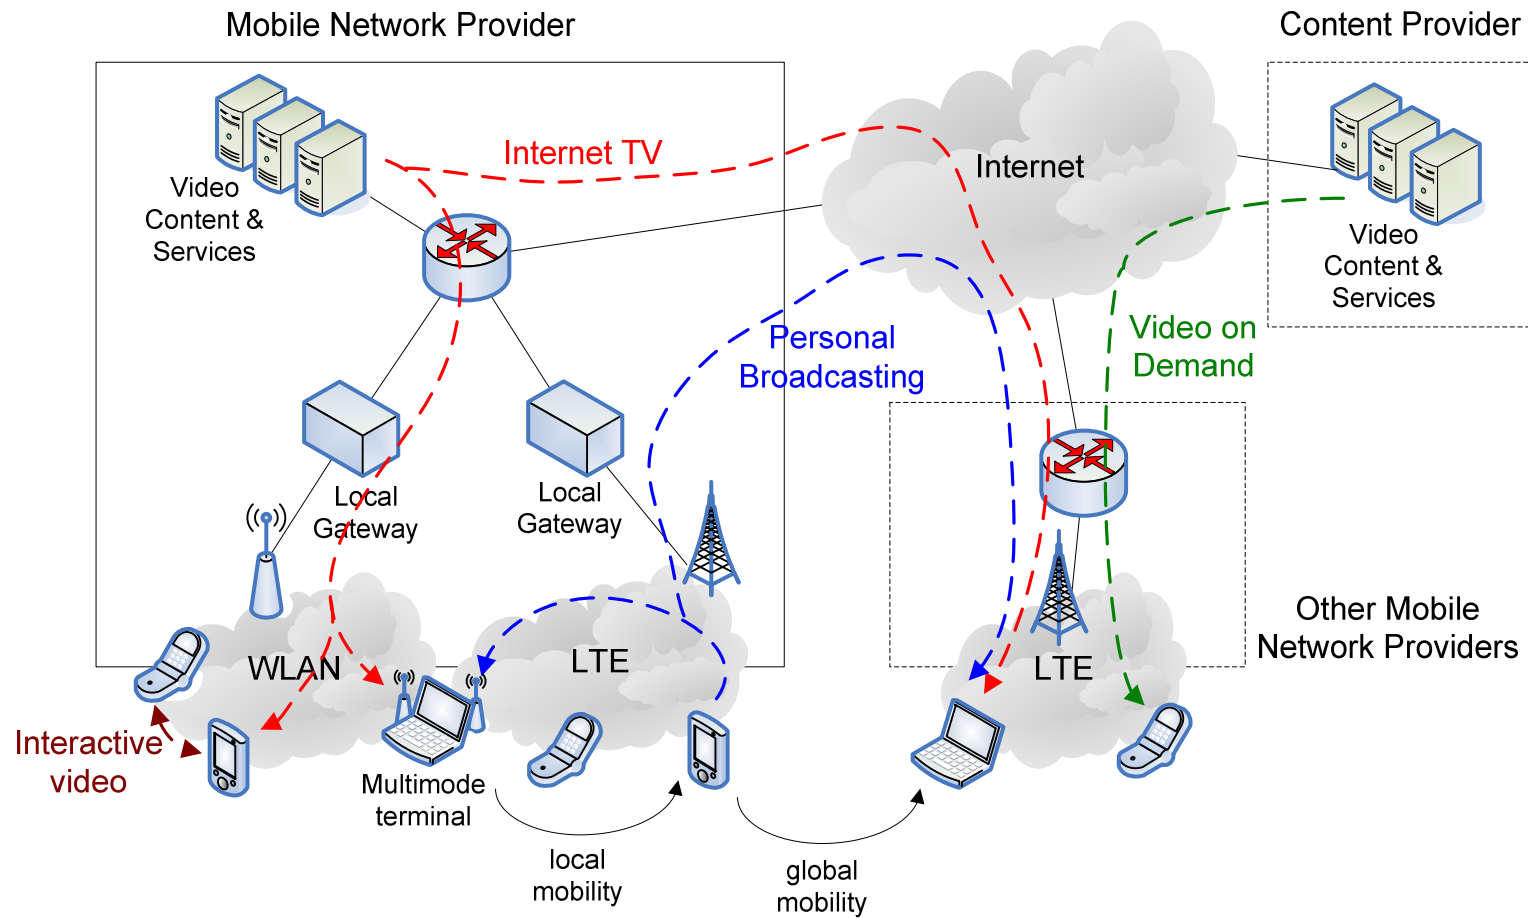 Mobile Network Provider
Content Provider
Internet TV
Internet
Video
Content &
Services
Video
Content &
Services
Personal
Broadcasting
Video on
Demand
Local
Gateway
Local
Gateway
WLAN
LTE
LTE
Other Mobile
Network Providers
Interactive
video
Multimode
terminal
local
mobility
global
mobility